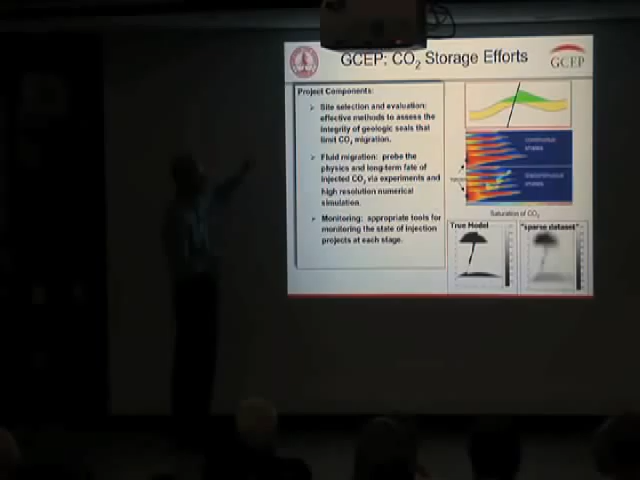 GCEP: CO₂ Storage Efforts
GCEP
Project Components:
➢ Site selection and evaluation:
effective methods to assess the
integrity of geologic seals that
limit CO₂ migration.
➢ Fluid migration: probe the
physics and long-term fate of
injected CO₂ via experiments and
high resolution numerical
simulation.
➢ Monitoring: appropriate tools for
monitoring the state of injection
projects at each stage.
continuous
shales
discontinuous
shales
Saturation of CO₂
True Model
"sparse dataset"